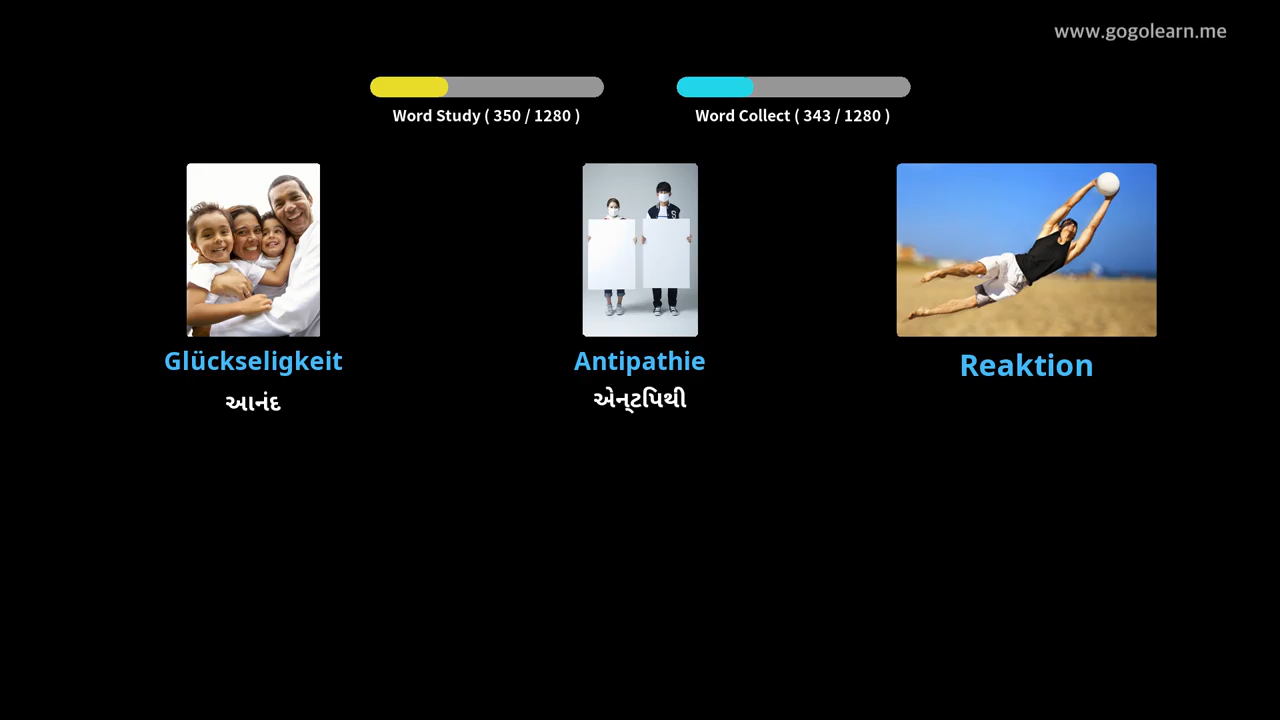 www.gogolearn.me
Word Study ( 350 / 1280 )
Word Collect ( 343 / 1280 )
Glückseligkeit
Antipathie
Reaktion
આનંદ
એન્ટપિથી